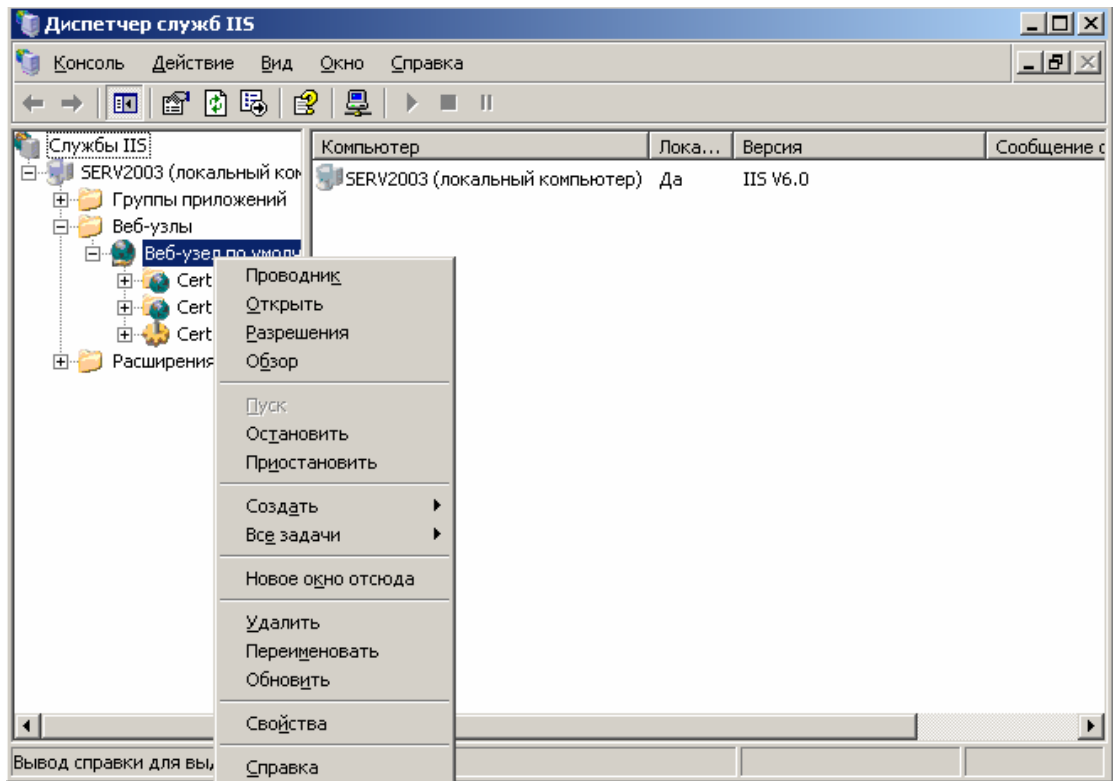 Диспетчер служб IIS
Консоль Действие Вид Окно Справка
Службы IIS
SERV2003 (локальный ком
Группы приложений
Веб-узлы
Веб-узел по умолч
Cert
Cert
Cert
Расширения
Компьютер Лока... Версия Сообщение о
SERV2003 (локальный компьютер) Да IIS V6.0
Проводник
Открыть
Разрешения
Обзор
Пуск
Остановить
Приостановить
Создать
Все задачи
Новое окно отсюда
Удалить
Переименовать
Обновить
Свойства
Справка
Вывод справки для выд